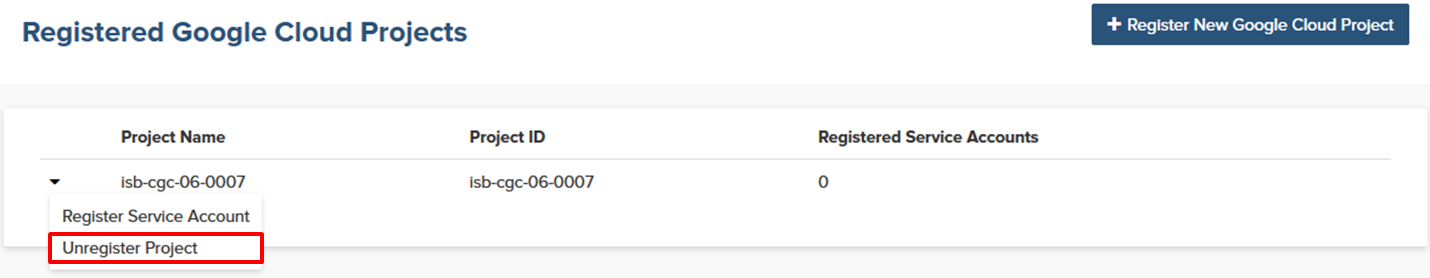 Registered Google Cloud Projects
+ Register New Google Cloud Project
Project Name Project ID Registered Service Accounts
isb-cgc-06-0007 isb-cgc-06-0007 0
Register Service Account
Unregister Project